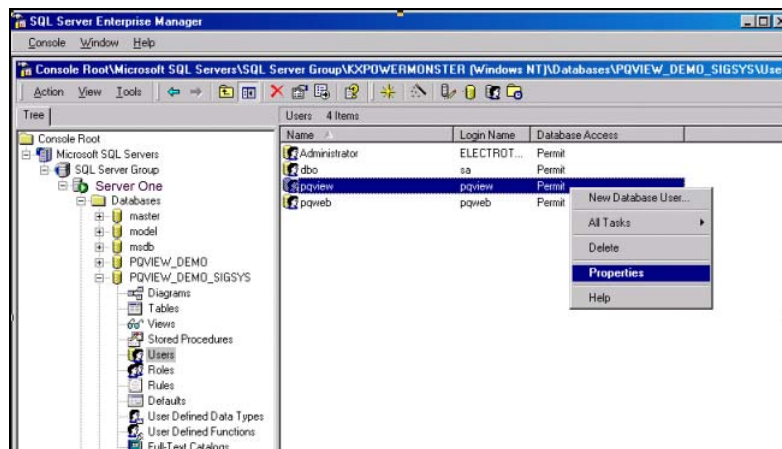 SQL Server Enterprise Manager
Console Window Help
Console Root\Microsoft SQL Servers\SQL Server Group\KXPOWERMONSTER (Windows NT)\Databases\PQVIEW_DEMO_SIGSYS\Use
Action View Tools
Tree
Users 4 Items
Console Root
Microsoft SQL Servers
SQL Server Group
Server One
Databases
master
model
msdb
PQVIEW_DEMO
PQVIEW_DEMO_SIGSYS
Diagrams
Tables
Views
Stored Procedures
Users
Roles
Rules
Defaults
User Defined Data Types
User Defined Functions
Full-Text Catalogs
Name Login Name Database Access
Administrator ELECTROT... Permit
dbo sa Permit
pqview pqview Permit
pqweb pqweb Permit
New Database User...
All Tasks
Delete
Properties
Help